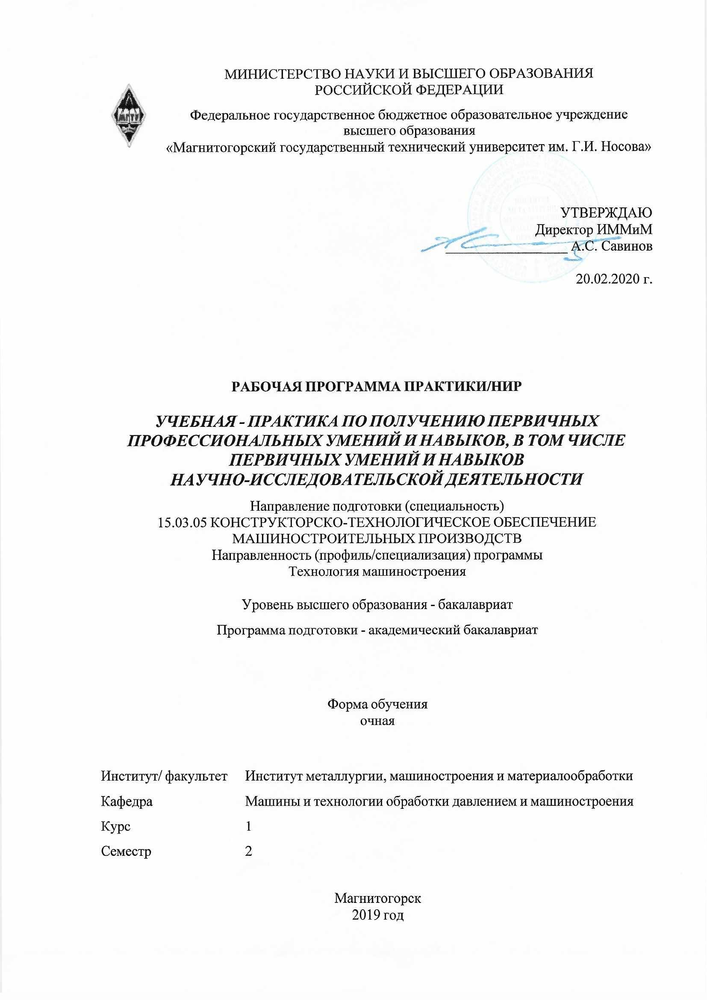 МИНИСТЕРСТВО НАУКИ И ВЫСШЕГО ОБРАЗОВАНИЯ
РОССИЙСКОЙ ФЕДЕРАЦИИ
МГТУ
Федеральное государственное бюджетное образовательное учреждение
высшего образования
«Магнитогорский государственный технический университет им. Г.И. Носова»
УТВЕРЖДАЮ
Директор ИММиМ
А.С. Савинов
20.02.2020 г.
РАБОЧАЯ ПРОГРАММА ПРАКТИКИ/НИР
УЧЕБНАЯ - ПРАКТИКА ПО ПОЛУЧЕНИЮ ПЕРВИЧНЫХ
ПРОФЕССИОНАЛЬНЫХ УМЕНИЙ И НАВЫКОВ, В ТОМ ЧИСЛЕ
ПЕРВИЧНЫХ УМЕНИЙ И НАВЫКОВ
НАУЧНО-ИССЛЕДОВАТЕЛЬСКОЙ ДЕЯТЕЛЬНОСТИ
Направление подготовки (специальность)
15.03.05 КОНСТРУКТОРСКО-ТЕХНОЛОГИЧЕСКОЕ ОБЕСПЕЧЕНИЕ
МАШИНОСТРОИТЕЛЬНЫХ ПРОИЗВОДСТВ
Направленность (профиль/специализация) программы
Технология машиностроения
Уровень высшего образования - бакалавриат
Программа подготовки - академический бакалавриат
Форма обучения
очная
Институт/ факультет Институт металлургии, машиностроения и материалообработки
Кафедра Машины и технологии обработки давлением и машиностроения
Курс 1
Семестр 2
Магнитогорск
2019 год